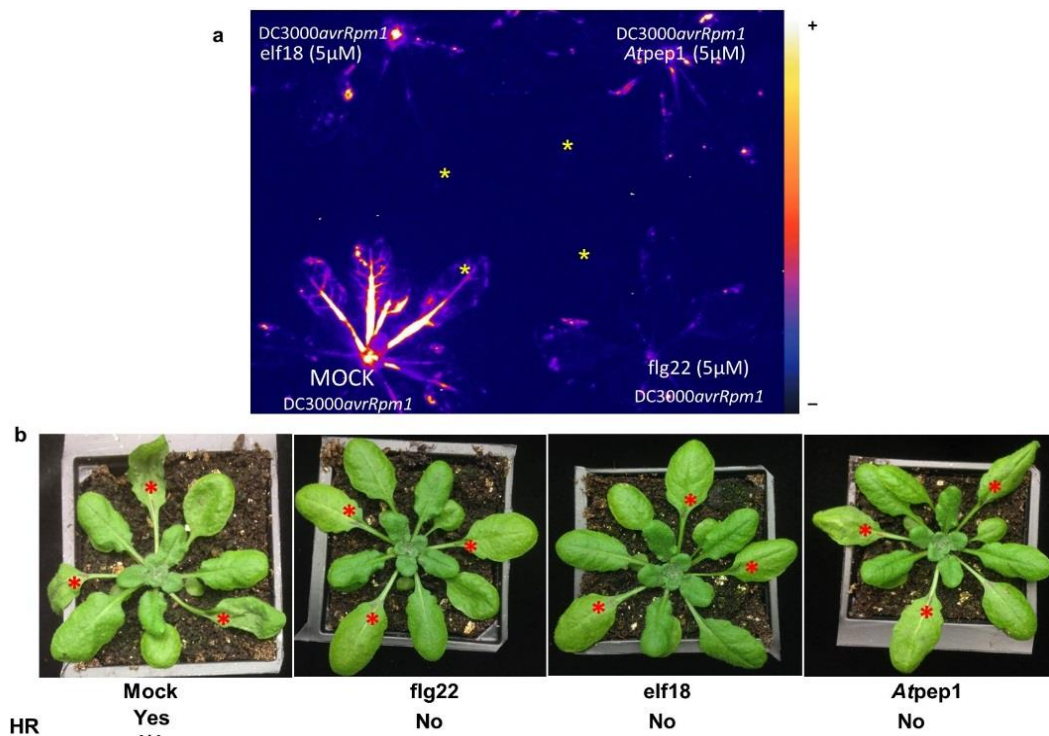 a
DC3000avrRpm1
elf18 (5µM)
DC3000avrRpm1
Atpep1 (5µM)
+
MOCK
DC3000avrRpm1
flg22 (5µM)
DC3000avrRpm1
–
b
Mock flg22 elf18 Atpep1
HR Yes No No No